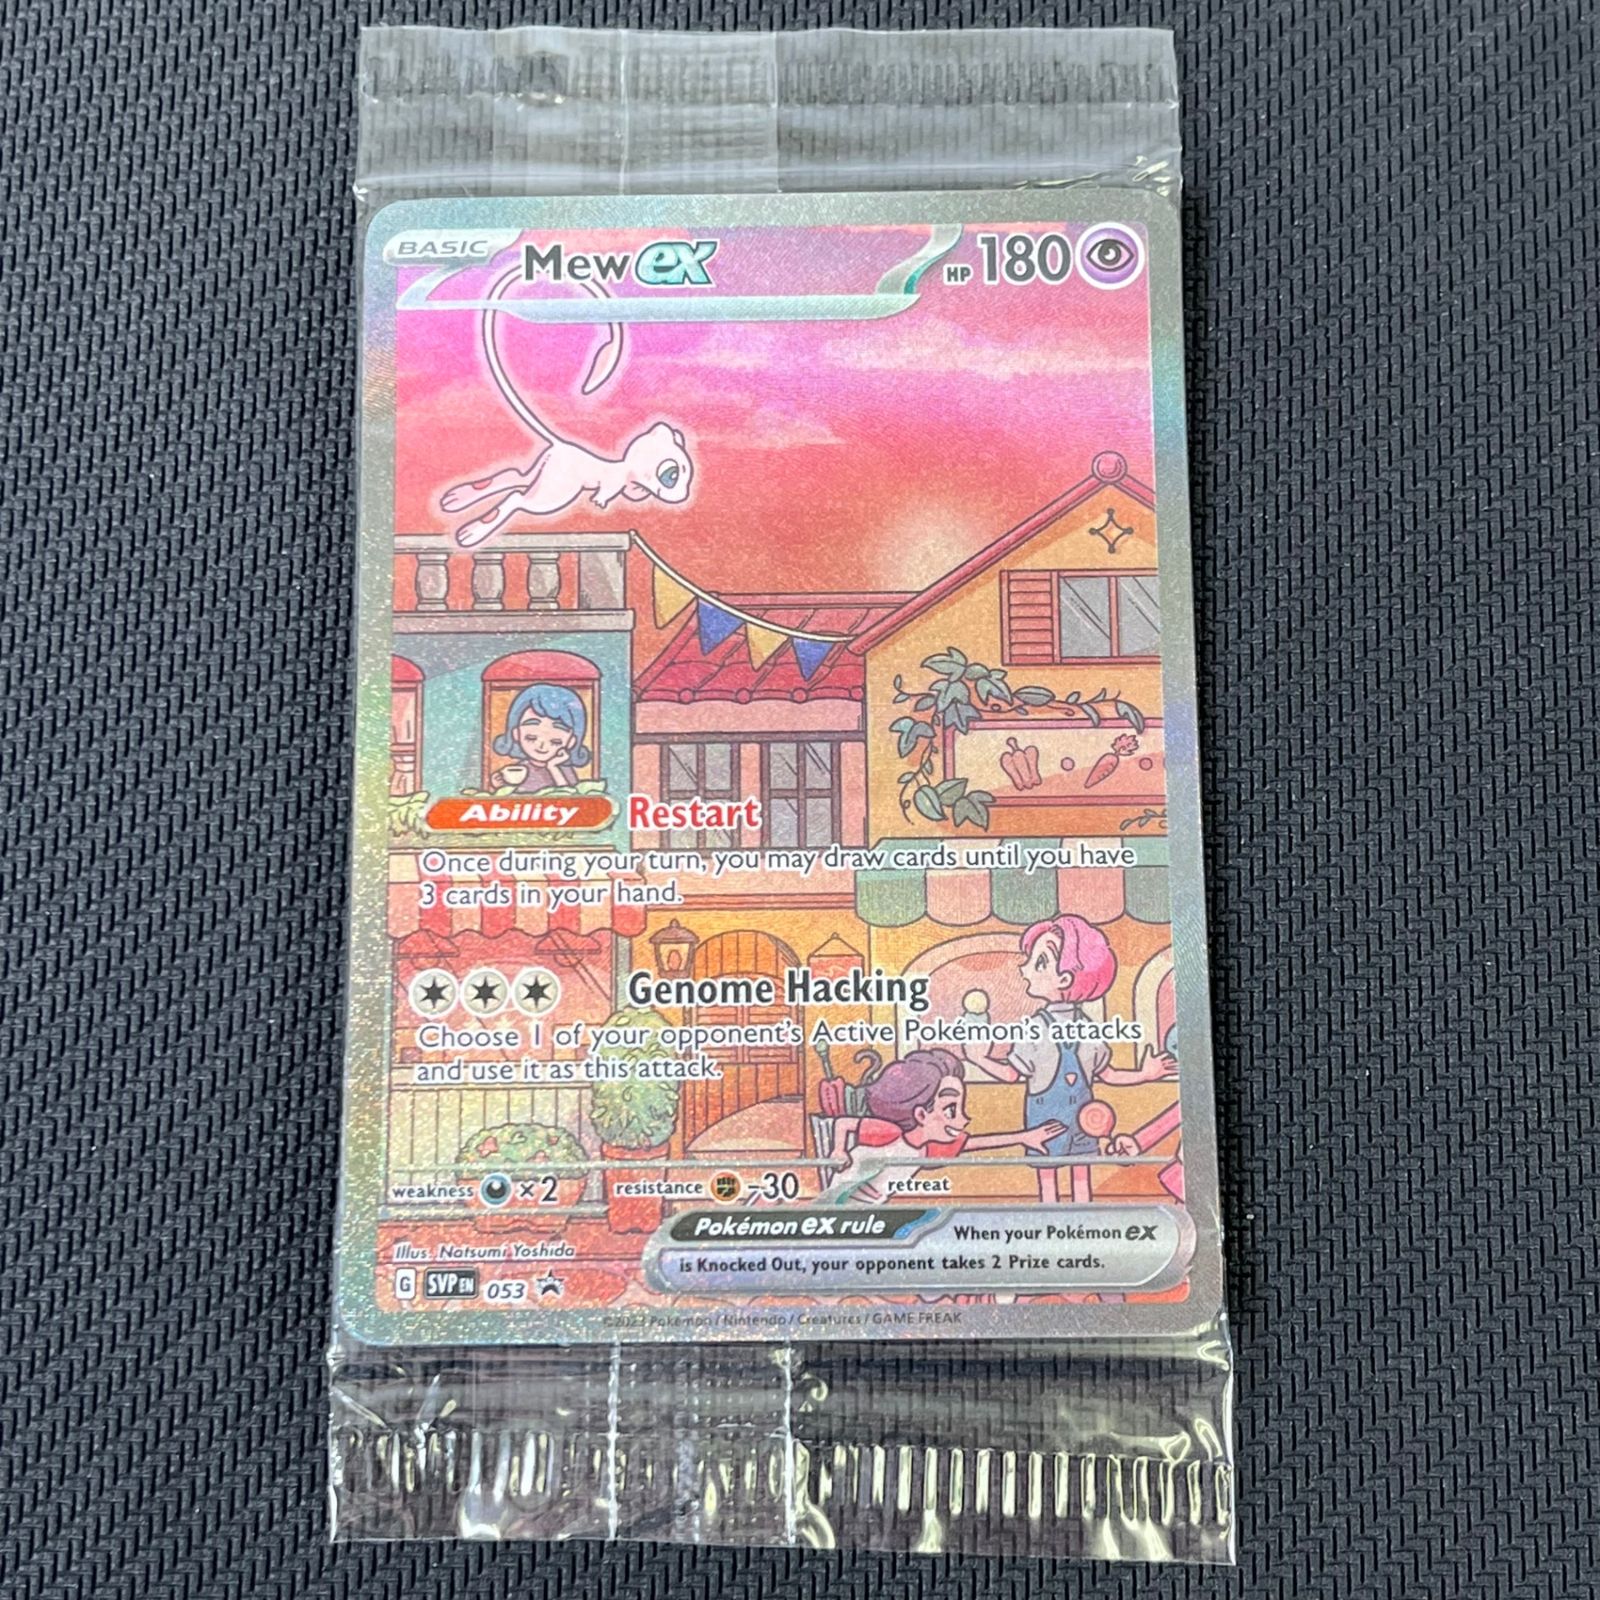 BASIC Mew ex HP 180
Ability Restart
Once during your turn, you may draw cards until you have
3 cards in your hand.
Genome Hacking
Choose 1 of your opponent's Active Pokémon's attacks
and use it as this attack.
weakness ×2 resistance -30 retreat
Pokémon ex rule When your Pokémon ex
is Knocked Out, your opponent takes 2 Prize cards.
Illus. Natsumi Yoshida
G SVP EN 053
©2023 Pokémon / Nintendo / Creatures / GAME FREAK